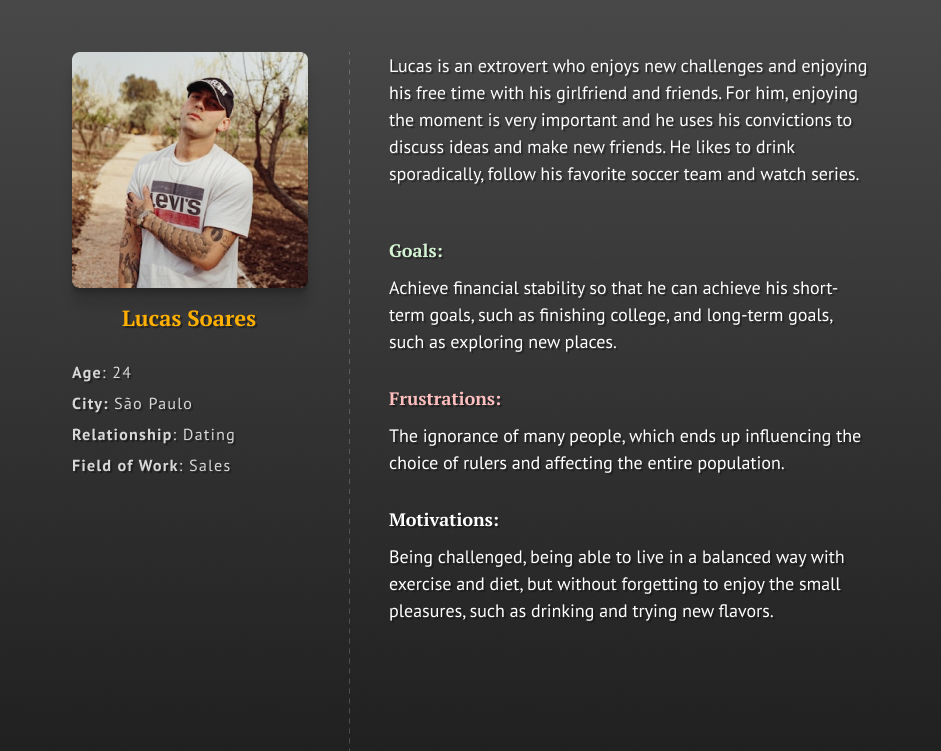 LEVI'S
Lucas Soares
Age: 24
City: São Paulo
Relationship: Dating
Field of Work: Sales
Lucas is an extrovert who enjoys new challenges and enjoying
his free time with his girlfriend and friends. For him, enjoying
the moment is very important and he uses his convictions to
discuss ideas and make new friends. He likes to drink
sporadically, follow his favorite soccer team and watch series.
Goals:
Achieve financial stability so that he can achieve his short-
term goals, such as finishing college, and long-term goals,
such as exploring new places.
Frustrations:
The ignorance of many people, which ends up influencing the
choice of rulers and affecting the entire population.
Motivations:
Being challenged, being able to live in a balanced way with
exercise and diet, but without forgetting to enjoy the small
pleasures, such as drinking and trying new flavors.